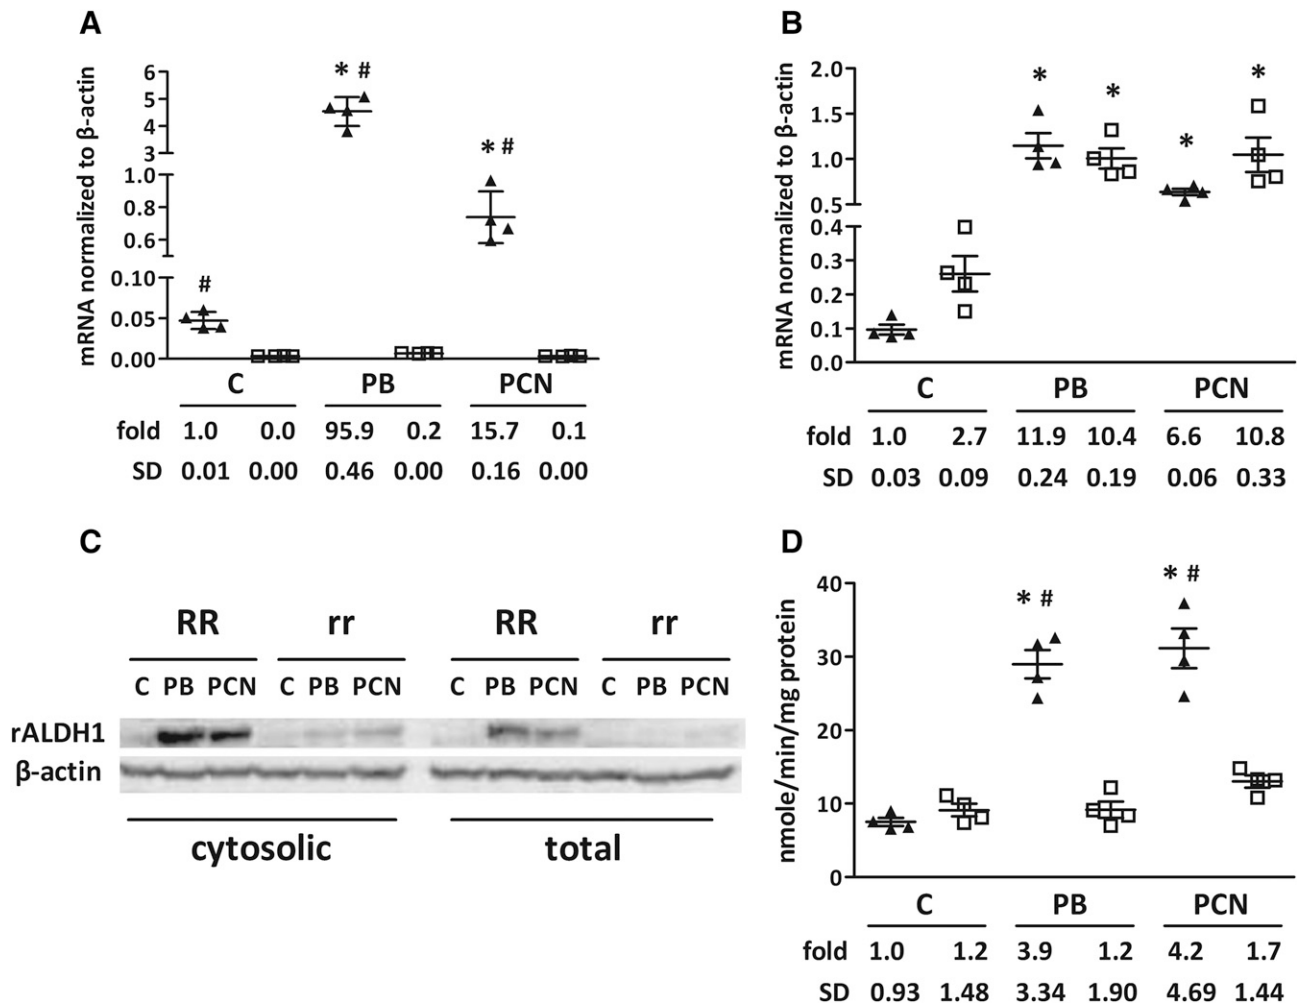 A
mRNA normalized to β-actin
6
5
4
3
1.0
0.8
0.6
0.10
0.05
0.00
#
* #
* #
C PB PCN
fold 1.0 0.0 95.9 0.2 15.7 0.1
SD 0.01 0.00 0.46 0.00 0.16 0.00
B
mRNA normalized to β-actin
2.0
1.5
1.0
0.5
0.4
0.3
0.2
0.1
0.0
*
*
*
*
C PB PCN
fold 1.0 2.7 11.9 10.4 6.6 10.8
SD 0.03 0.09 0.24 0.19 0.06 0.33
C
RR rr RR rr
C PB PCN C PB PCN C PB PCN C PB PCN
rALDH1
β-actin
cytosolic total
D
nmole/min/mg protein
40
30
20
10
0
* #
* #
C PB PCN
fold 1.0 1.2 3.9 1.2 4.2 1.7
SD 0.93 1.48 3.34 1.90 4.69 1.44